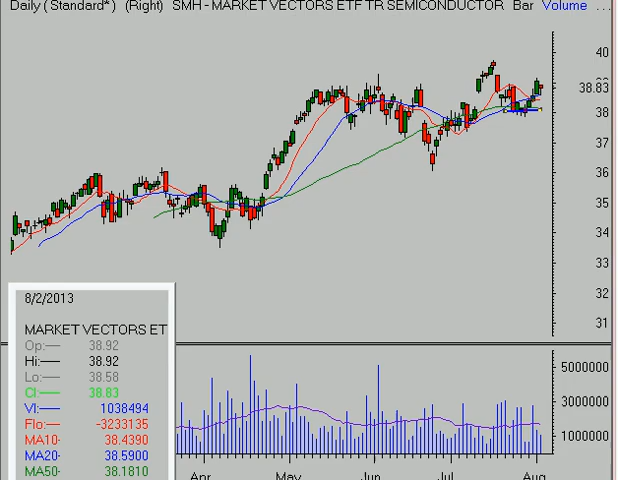 Daily (Standard*) (Right) SMH - MARKET VECTORS ETF TR SEMICONDUCTOR Bar Volume ...
40
38.83
38
37
36
35
34
33
32
31
8/2/2013
MARKET VECTORS ET
Op: 38.92
Hi: 38.92
Lo: 38.58
Cl: 38.83
Vl: 1038494
Flo: -3233135
MA10- 38.4390
MA20- 38.5900
MA50- 38.1810
5000000
3000000
1000000
Apr May Jun Jul Aug